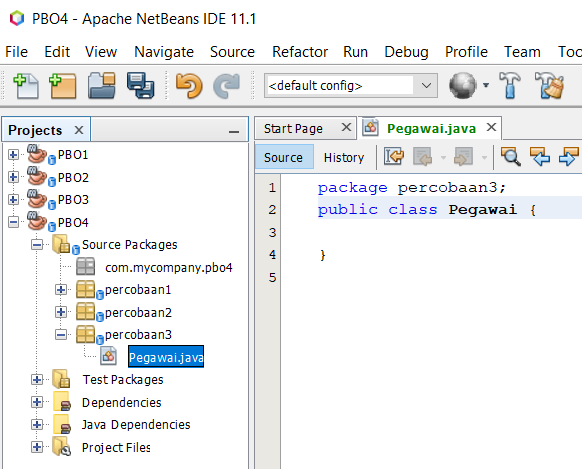 PBO4 - Apache NetBeans IDE 11.1
File Edit View Navigate Source Refactor Run Debug Profile Team Too
<default config>
Projects
PBO1
PBO2
PBO3
PBO4
Source Packages
com.mycompany.pbo4
percobaan1
percobaan2
percobaan3
Pegawai.java
Test Packages
Dependencies
Java Dependencies
Project Files
Start Page Pegawai.java
Source History
1 package percobaan3;
2 public class Pegawai {
3
4 }
5